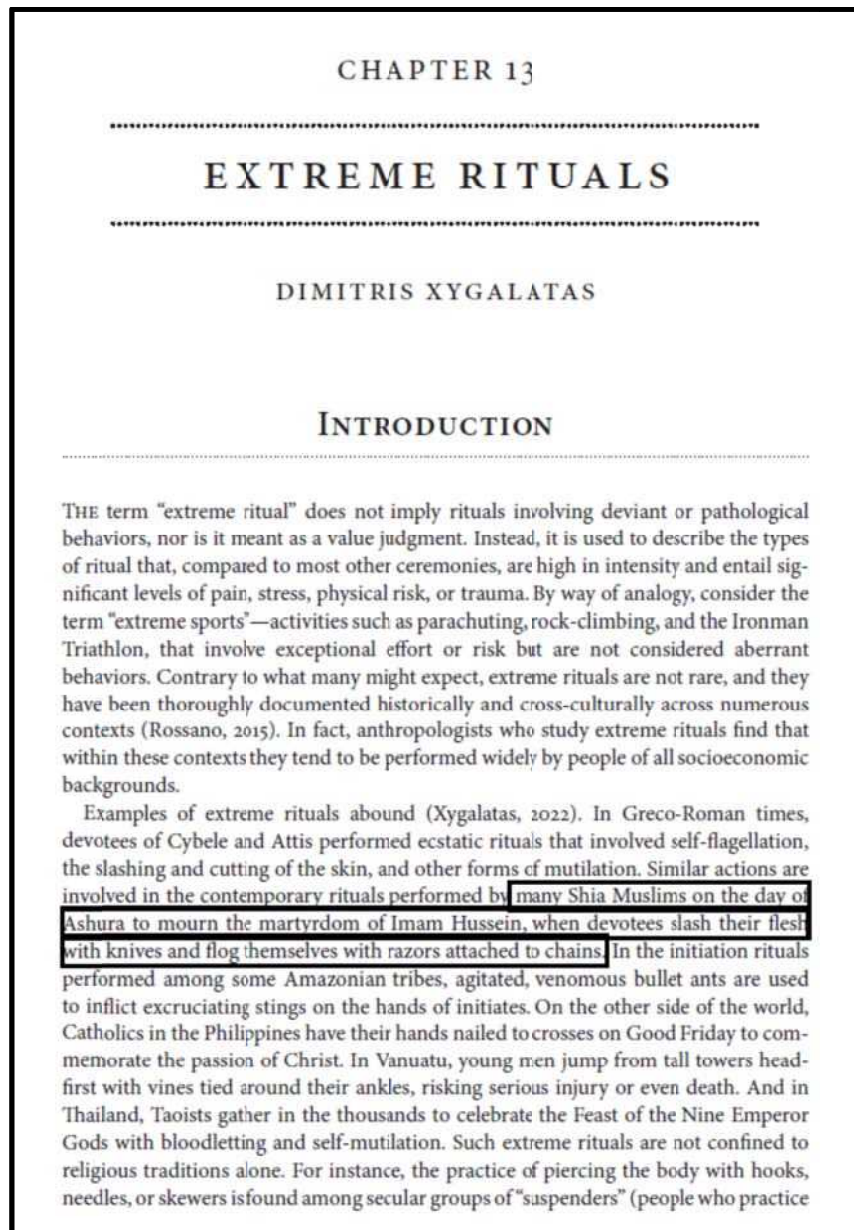 CHAPTER 13
EXTREME RITUALS
DIMITRIS XYGALATAS
INTRODUCTION
THE term “extreme ritual” does not imply rituals involving deviant or pathological
behaviors, nor is it meant as a value judgment. Instead, it is used to describe the types
of ritual that, compared to most other ceremonies, are high in intensity and entail sig-
nificant levels of pain, stress, physical risk, or trauma. By way of analogy, consider the
term “extreme sports”—activities such as parachuting, rock-climbing, and the Ironman
Triathlon, that involve exceptional effort or risk but are not considered aberrant
behaviors. Contrary to what many might expect, extreme rituals are not rare, and they
have been thoroughly documented historically and cross-culturally across numerous
contexts (Rossano, 2015). In fact, anthropologists who study extreme rituals find that
within these contexts they tend to be performed widely by people of all socioeconomic
backgrounds.
Examples of extreme rituals abound (Xygalatas, 2022). In Greco-Roman times,
devotees of Cybele and Attis performed ecstatic rituals that involved self-flagellation,
the slashing and cutting of the skin, and other forms of mutilation. Similar actions are
involved in the contemporary rituals performed by many Shia Muslims on the day of
Ashura to mourn the martyrdom of Imam Hussein, when devotees slash their flesh
with knives and flog themselves with razors attached to chains. In the initiation rituals
performed among some Amazonian tribes, agitated, venomous bullet ants are used
to inflict excruciating stings on the hands of initiates. On the other side of the world,
Catholics in the Philippines have their hands nailed to crosses on Good Friday to com-
memorate the passion of Christ. In Vanuatu, young men jump from tall towers head-
first with vines tied around their ankles, risking serious injury or even death. And in
Thailand, Taoists gather in the thousands to celebrate the Feast of the Nine Emperor
Gods with bloodletting and self-mutilation. Such extreme rituals are not confined to
religious traditions alone. For instance, the practice of piercing the body with hooks,
needles, or skewers is found among secular groups of “suspenders” (people who practice